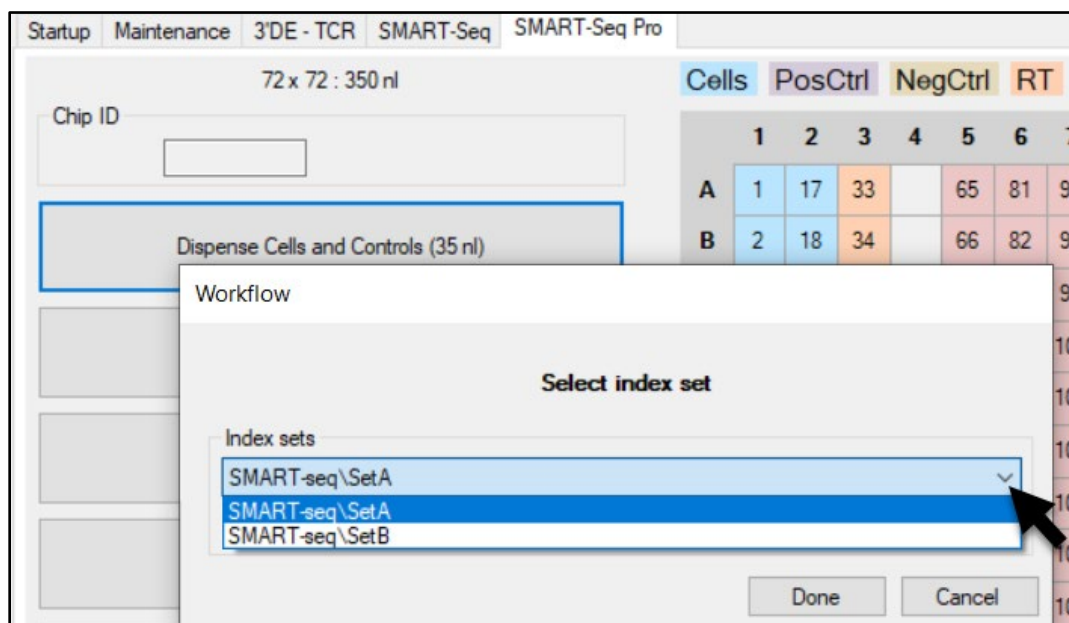 Startup Maintenance 3'DE - TCR SMART-Seq SMART-Seq Pro
72 x 72 : 350 nl
Cells PosCtrl NegCtrl RT
Chip ID
1 2 3 4 5 6
A 1 17 33 65 81
Dispense Cells and Controls (35 nl)
B 2 18 34 66 82
Workflow
Select index set
Index sets
SMART-seq\SetA
SMART-seq\SetA
SMART-seq\SetB
Done Cancel